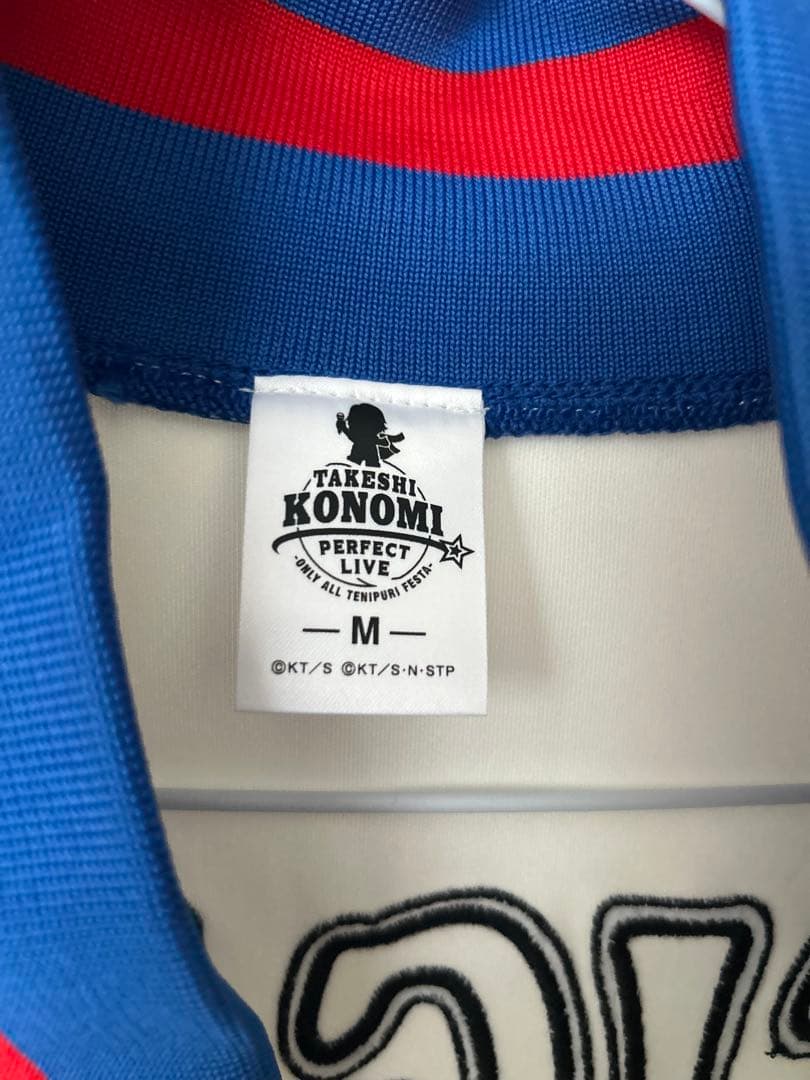 TAKESHI
KONOMI
PERFECT
LIVE
-ONLY ALL TENIPURI FESTA-
— M —
©KT/S ©KT/S·N·STP